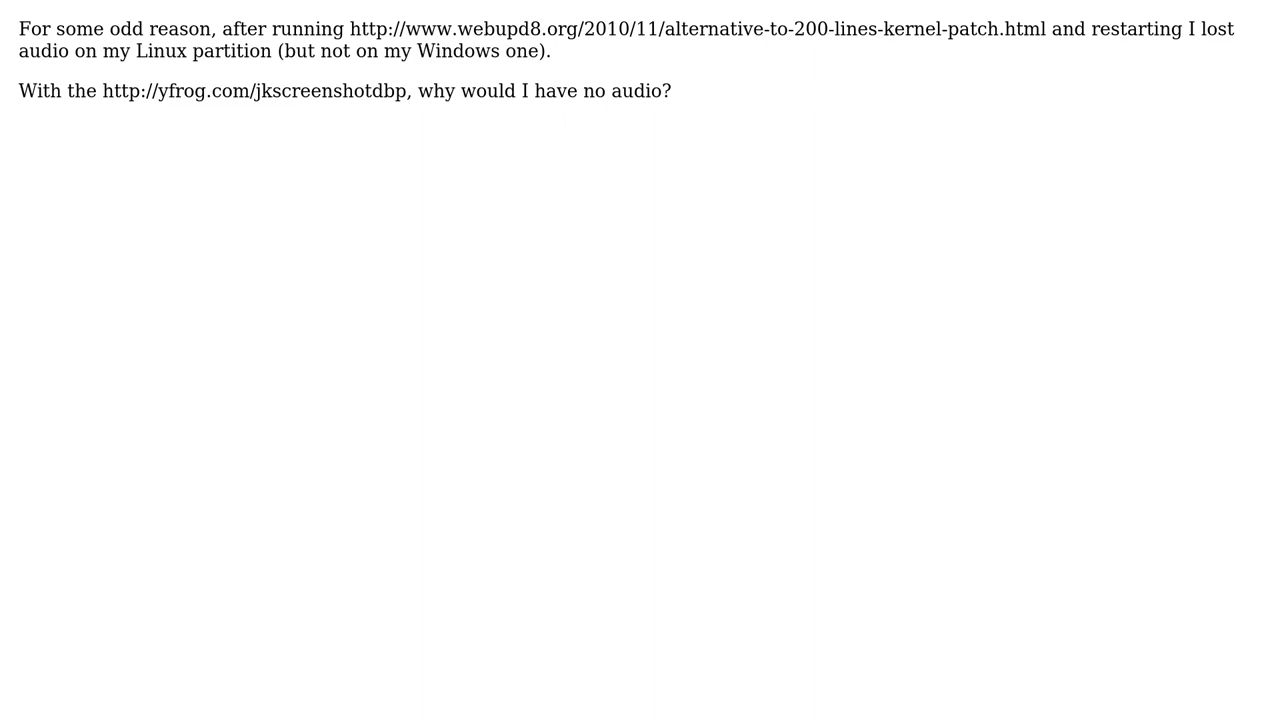 For some odd reason, after running http://www.webupd8.org/2010/11/alternative-to-200-lines-kernel-patch.html and restarting I lost
audio on my Linux partition (but not on my Windows one).
With the http://yfrog.com/jkscreenshotdbp, why would I have no audio?